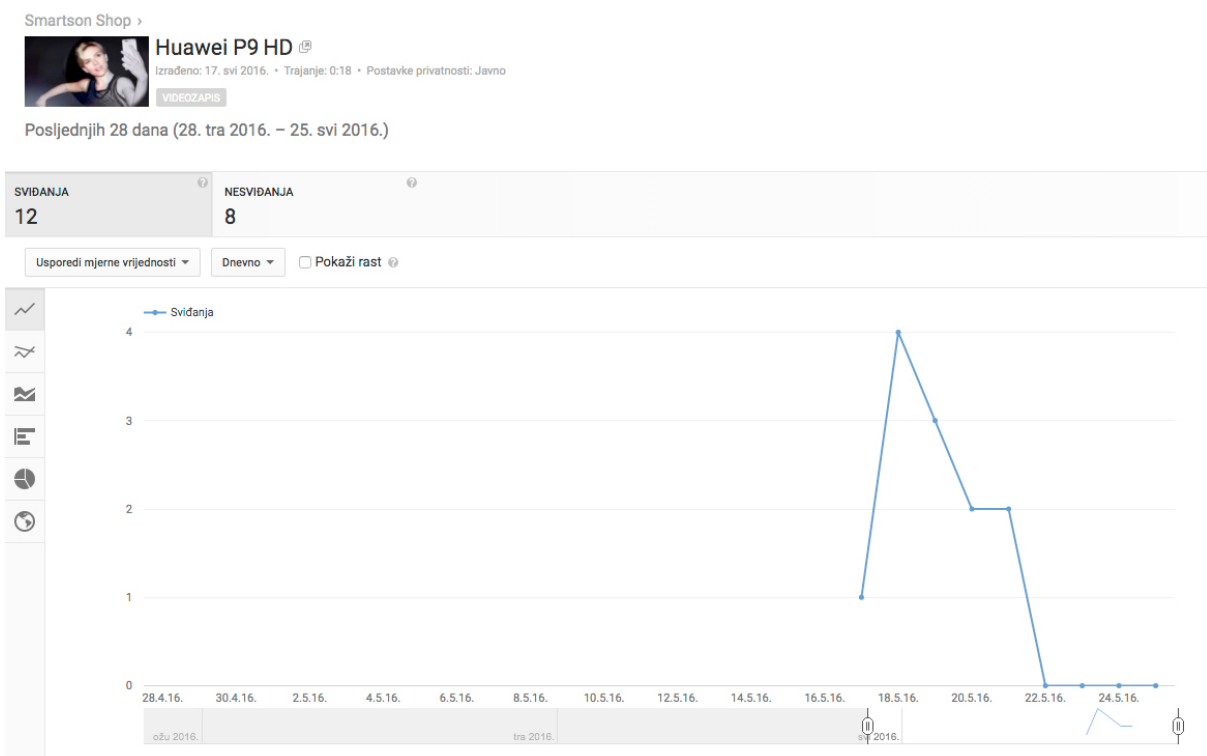 Smartson Shop ›
Huawei P9 HD
Izrađeno: 17. svi 2016. • Trajanje: 0:18 • Postavke privatnosti: Javno
VIDEOZAPIS
Posljednjih 28 dana (28. tra 2016. – 25. svi 2016.)
SVIĐANJA ? NESVIĐANJA ?
12 8
Usporedi mjerne vrijednosti Dnevno Pokaži rast ?
Sviđanja
4
3
2
1
0
28.4.16. 30.4.16. 2.5.16. 4.5.16. 6.5.16. 8.5.16. 10.5.16. 12.5.16. 14.5.16. 16.5.16. 18.5.16. 20.5.16. 22.5.16. 24.5.16.
ožu 2016. tra 2016. svi 2016.